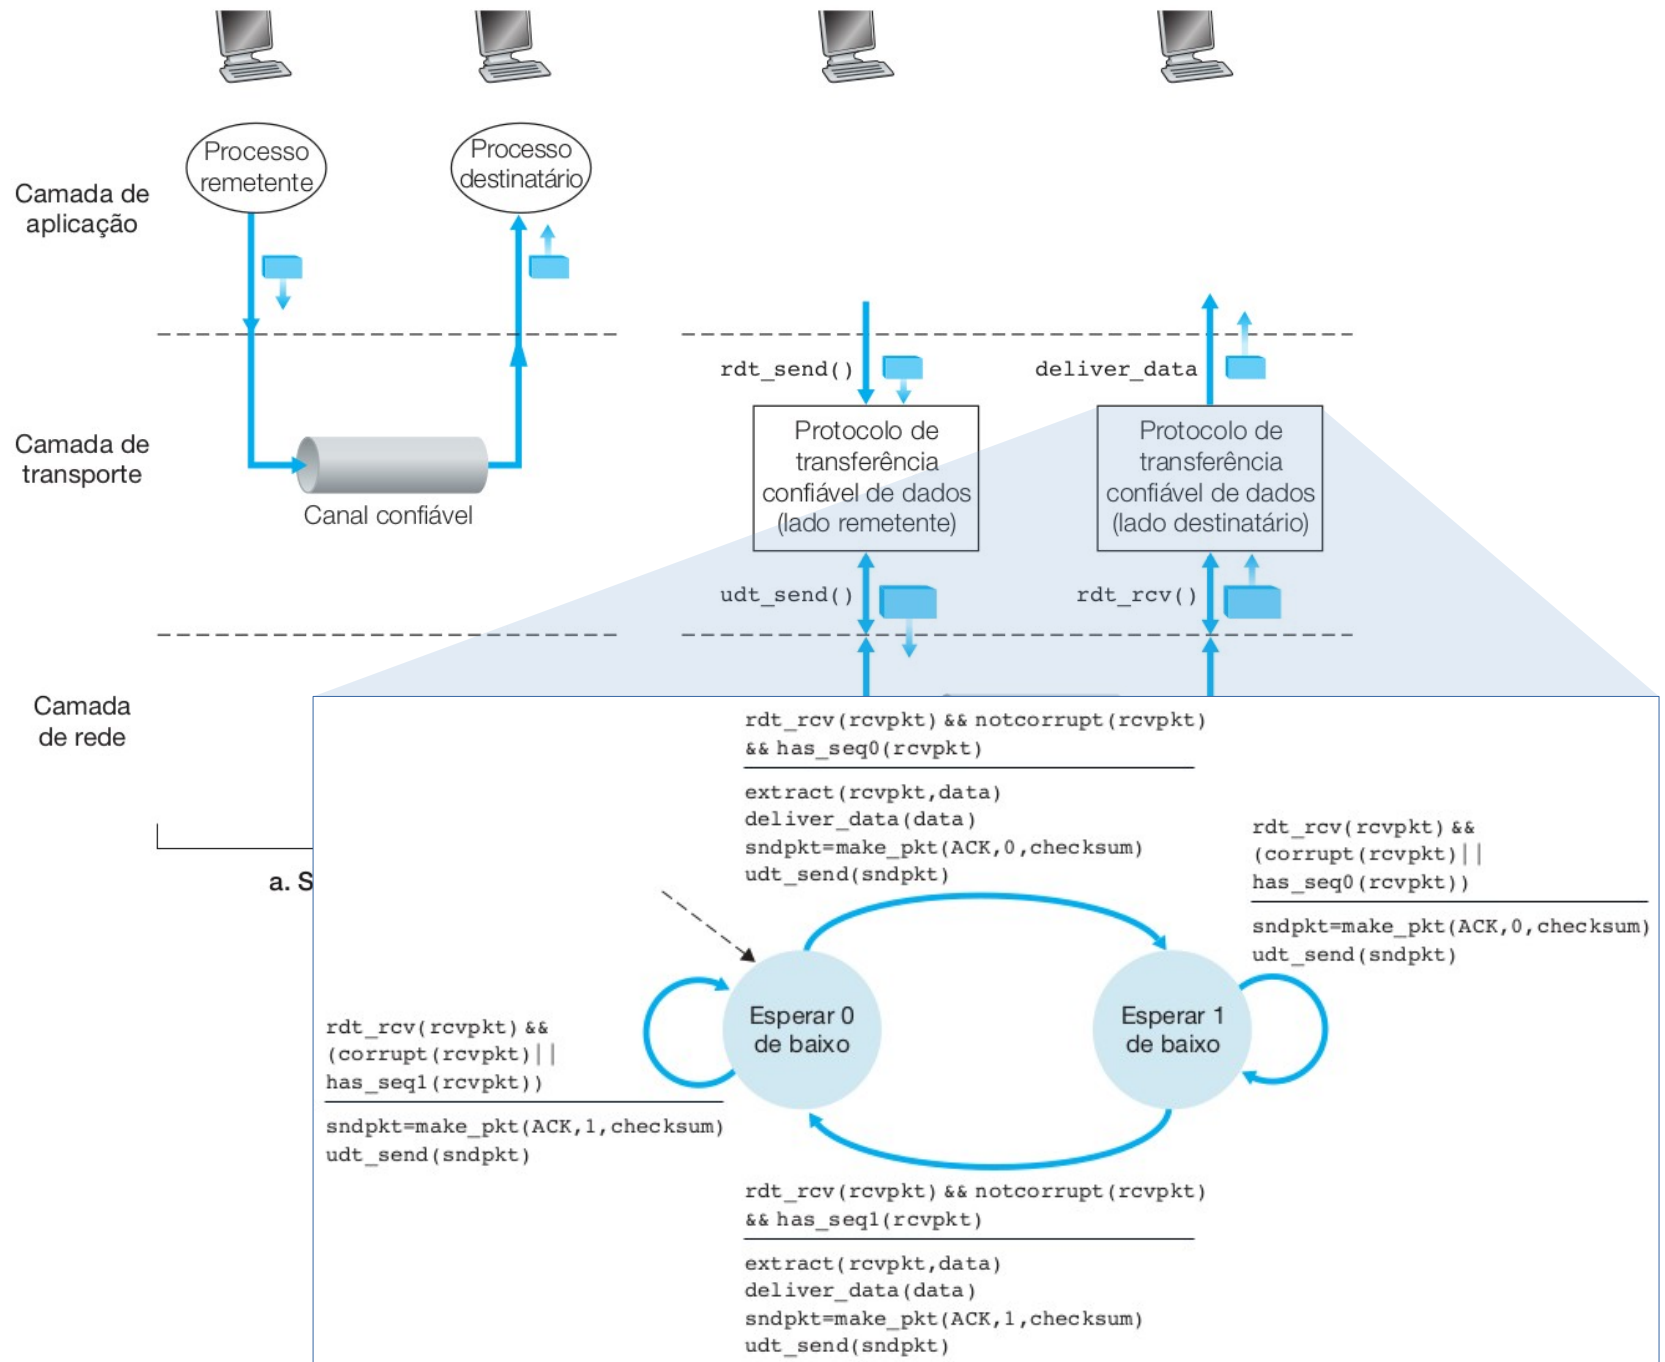 Processo
remetente
Processo
destinatário
Camada de
aplicação
rdt_send()
deliver_data
Camada de
transporte
Canal confiável
Protocolo de
transferência
confiável de dados
(lado remetente)
Protocolo de
transferência
confiável de dados
(lado destinatário)
udt_send()
rdt_rcv()
Camada
de rede
a. S
rdt_rcv(rcvpkt) && notcorrupt(rcvpkt)
&& has_seq0(rcvpkt)
extract(rcvpkt,data)
deliver_data(data)
sndpkt=make_pkt(ACK,0,checksum)
udt_send(sndpkt)
rdt_rcv(rcvpkt) &&
(corrupt(rcvpkt)||
has_seq0(rcvpkt))
sndpkt=make_pkt(ACK,0,checksum)
udt_send(sndpkt)
Esperar 0
de baixo
Esperar 1
de baixo
rdt_rcv(rcvpkt) &&
(corrupt(rcvpkt)||
has_seq1(rcvpkt))
sndpkt=make_pkt(ACK,1,checksum)
udt_send(sndpkt)
rdt_rcv(rcvpkt) && notcorrupt(rcvpkt)
&& has_seq1(rcvpkt)
extract(rcvpkt,data)
deliver_data(data)
sndpkt=make_pkt(ACK,1,checksum)
udt_send(sndpkt)